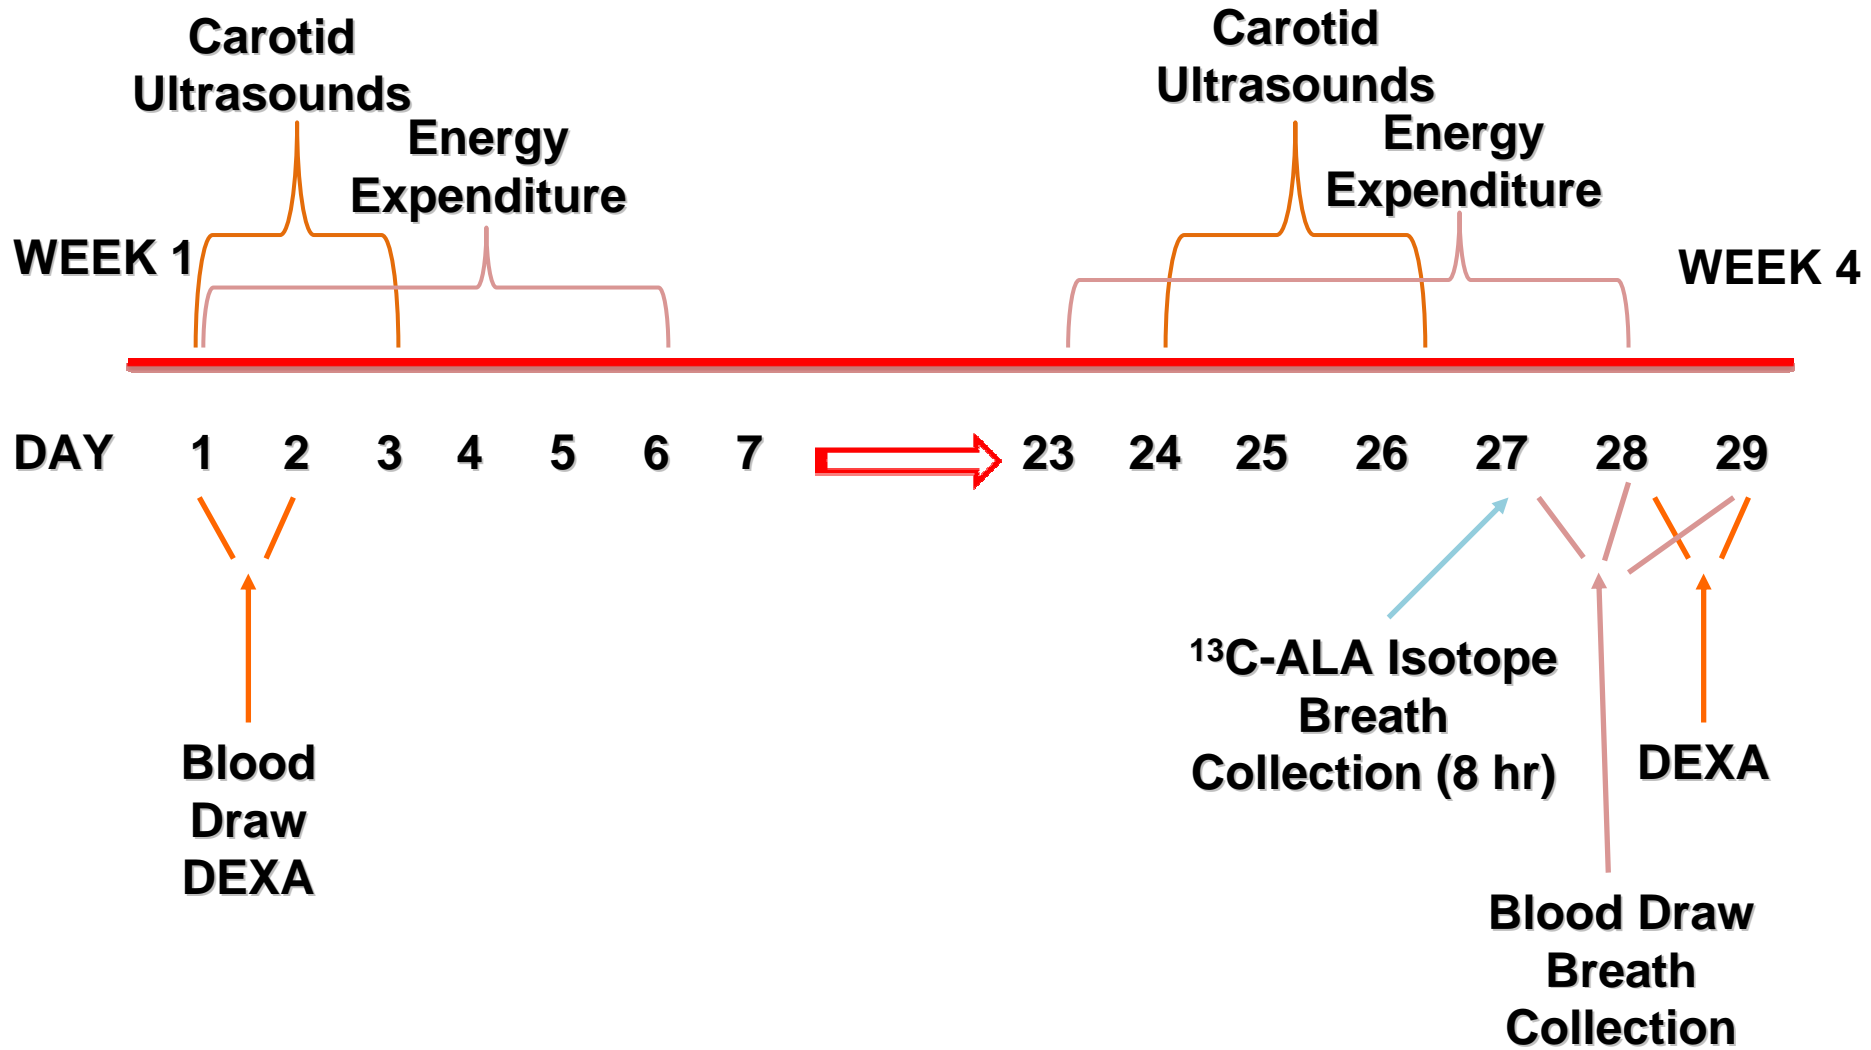 Carotid
Ultrasounds
Energy
Expenditure
Carotid
Ultrasounds
Energy
Expenditure
WEEK 1
WEEK 4
DAY 1 2 3 4 5 6 7 23 24 25 26 27 28 29
Blood
Draw
DEXA
¹³C-ALA Isotope
Breath
Collection (8 hr)
DEXA
Blood Draw
Breath
Collection